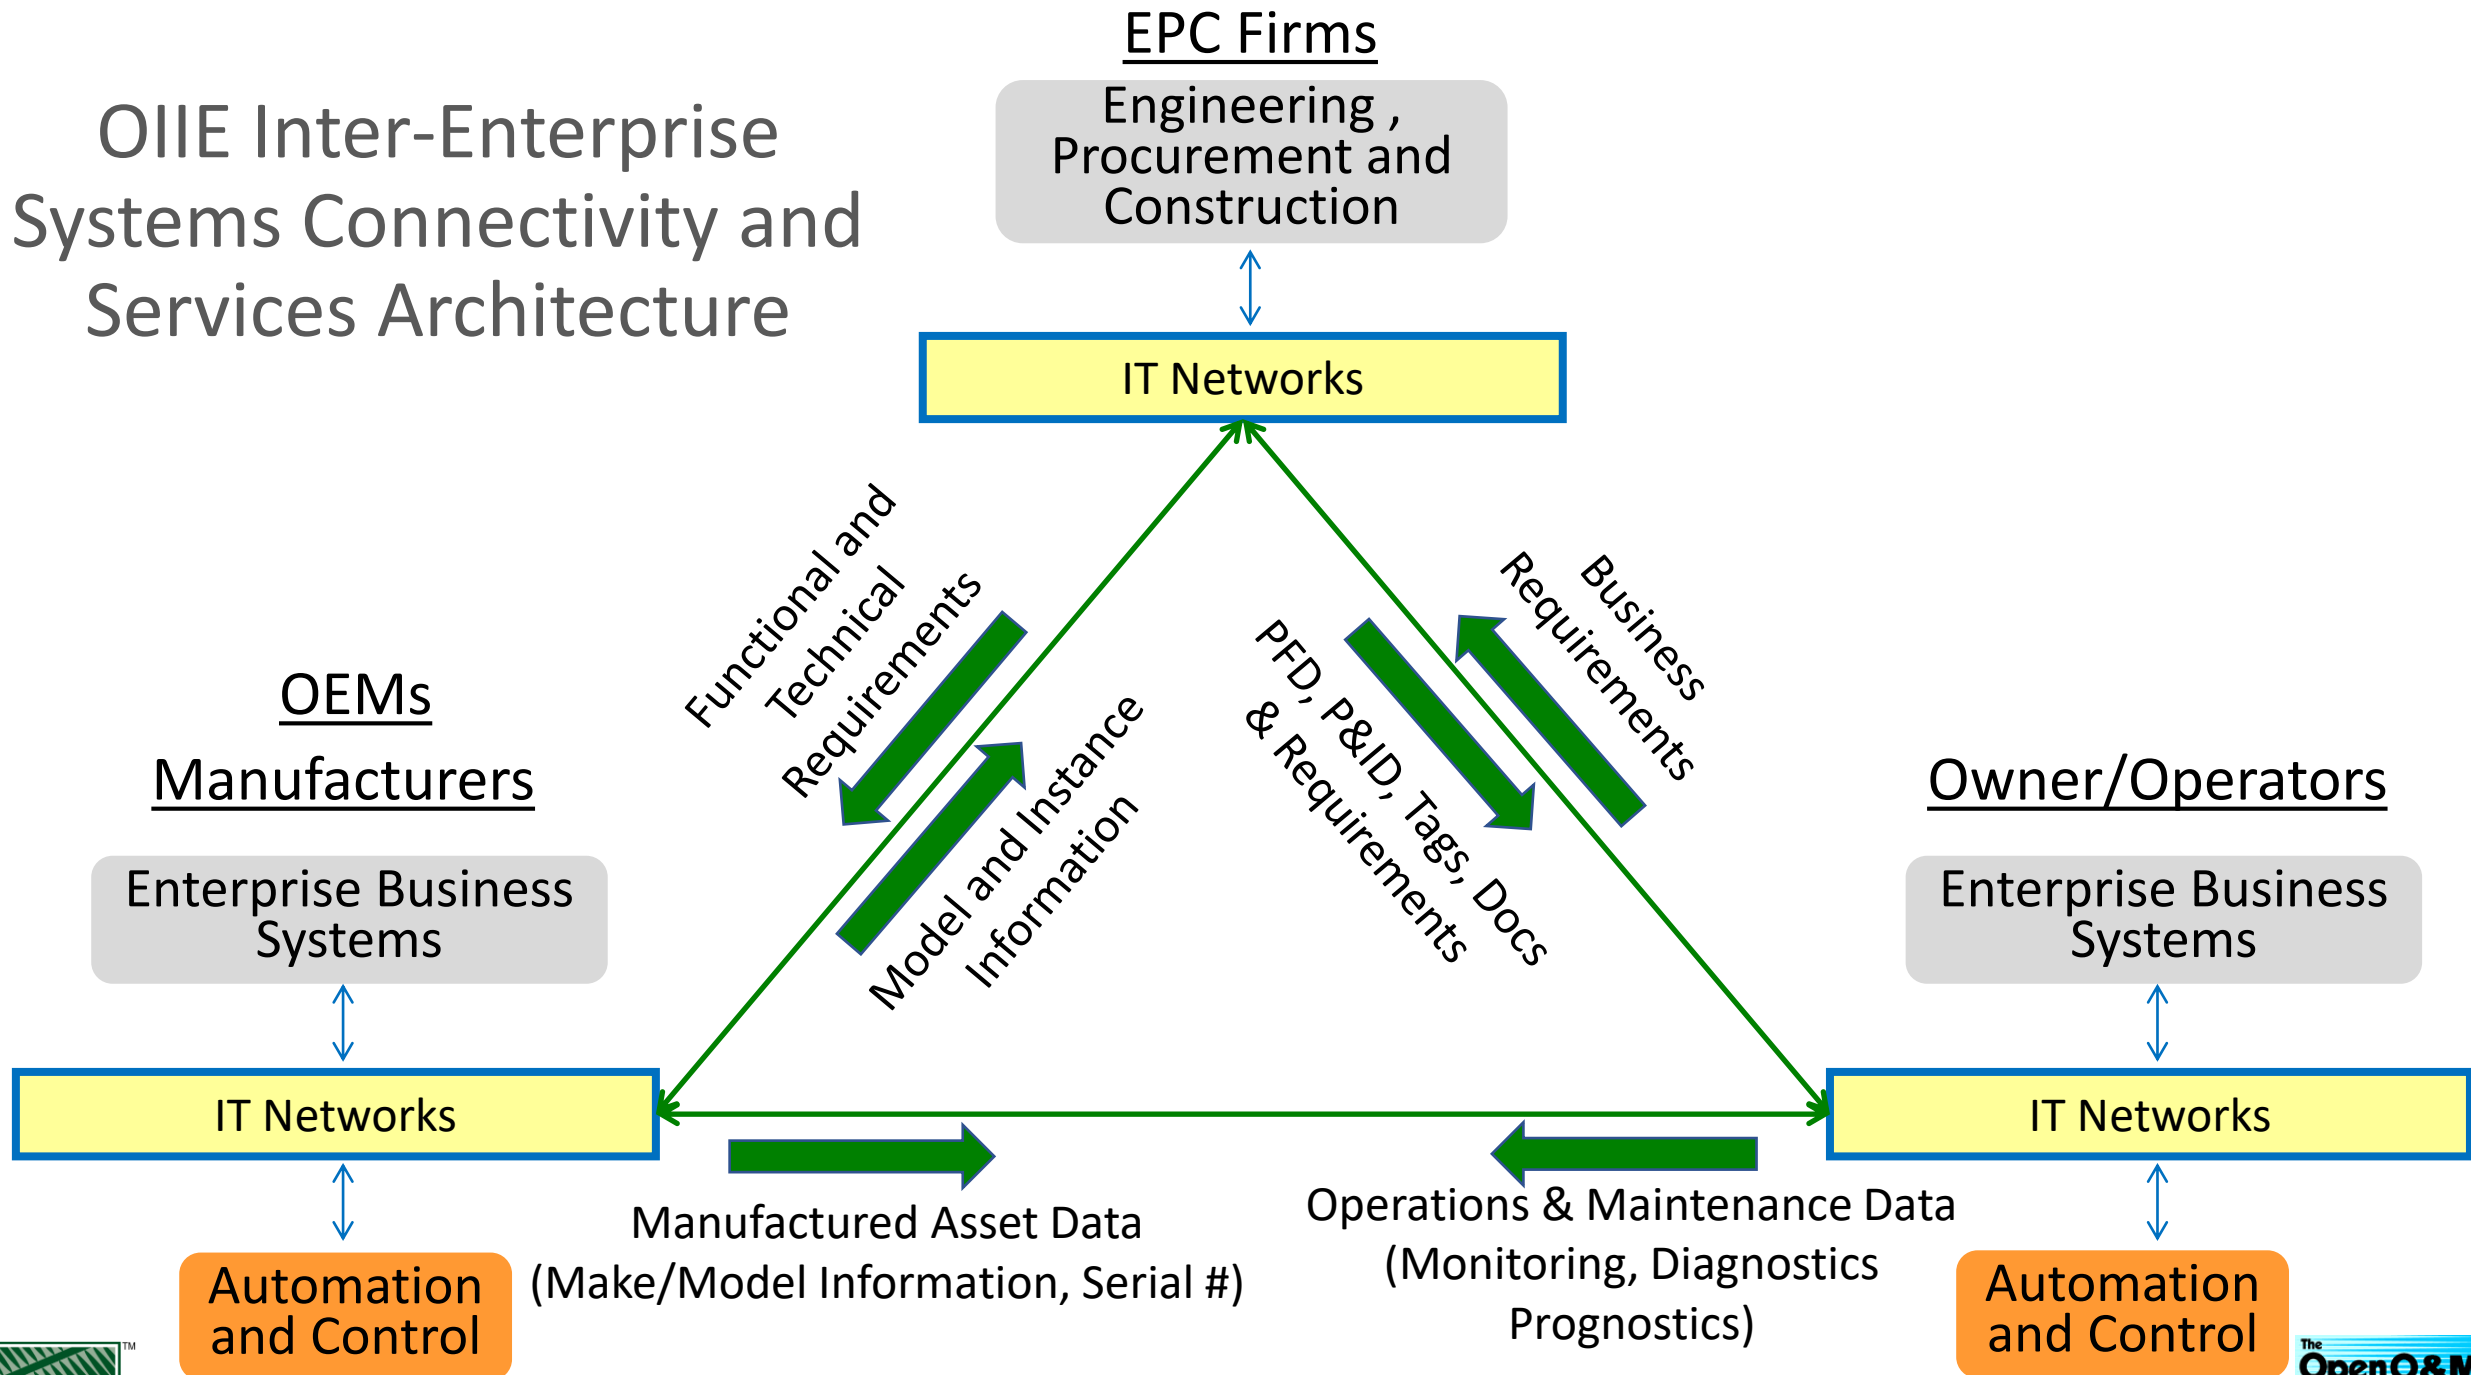 EPC Firms
Engineering ,
Procurement and
Construction
OIIE Inter-Enterprise
Systems Connectivity and
Services Architecture
IT Networks
Functional and
Technical
Requirements
Model and Instance
Information
Business
Requirements
PFD, P&ID, Tags, Docs
& Requirements
OEMs
Manufacturers
Enterprise Business
Systems
IT Networks
Automation
and Control
Owner/Operators
Enterprise Business
Systems
IT Networks
Automation
and Control
Manufactured Asset Data
(Make/Model Information, Serial #)
Operations & Maintenance Data
(Monitoring, Diagnostics
Prognostics)
TM
The
OpenO&M